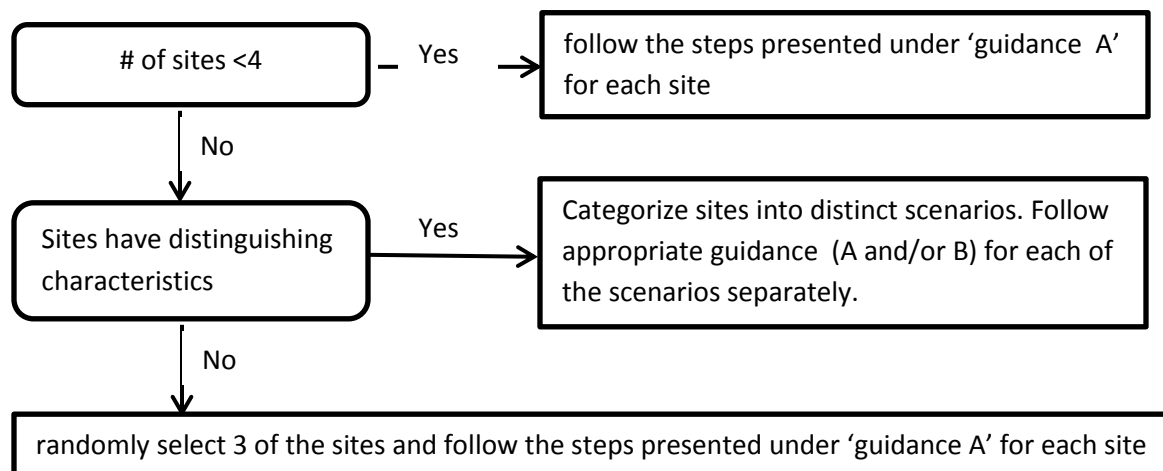 # of sites <4
Yes
follow the steps presented under ‘guidance  A’
for each site
No
Sites have distinguishing
characteristics
Yes
Categorize sites into distinct scenarios. Follow
appropriate guidance  (A and/or B) for each of
the scenarios separately.
No
randomly select 3 of the sites and follow the steps presented under ‘guidance A’ for each site